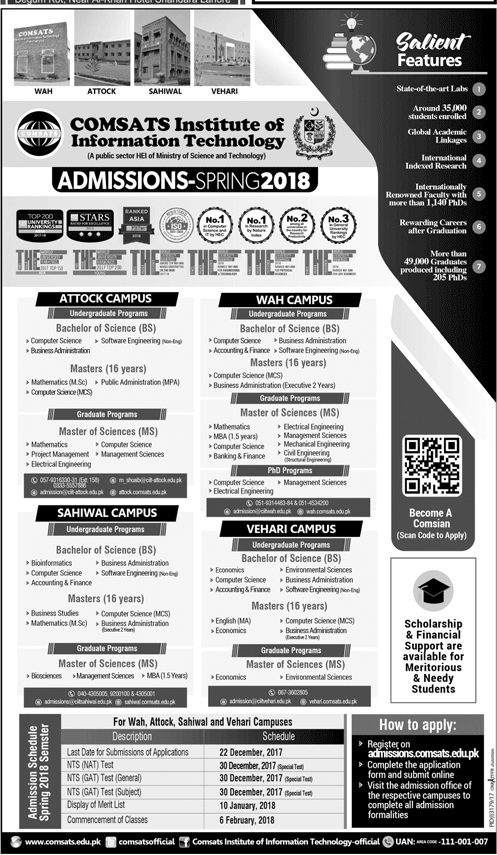 Begum Kot, Near Al-Khan Hotel Shahdara Lahore
COMSATS
Institute of Information Technology
WAH
ATTOCK
SAHIWAL
VEHARI
Salient
Features
State-of-the-art Labs 1
Around 35,000
students enrolled 2
Global Academic
Linkages 3
International
Indexed Research 4
Internationally
Renowned Faculty with
more than 1,140 PhDs 5
Rewarding Careers
after Graduation 6
More than
49,000 Graduates
produced including
205 PhDs 7
COMSATS
COMSATS Institute of
Information Technology
(A public sector HEI of Ministry of Science and Technology)
ADMISSIONS-SPRING2018
TOP 200
UNIVERSITY
RANKINGS
STARS
RANKED
ASIA
ISO
No.1
in Computer
Science and
IT by HEC
No.1
in Research
by Nature
Index
No.2
No.3
in General
University
Rankings
by HEC
THE THE THE THE THE THE
ATTOCK CAMPUS
Undergraduate Programs
Bachelor of Science (BS)
Computer Science
Software Engineering (Non-Eng)
Business Administration
Masters (16 years)
Mathematics (M.Sc)
Public Administration (MPA)
Computer Science (MCS)
Graduate Programs
Master of Sciences (MS)
Mathematics
Computer Science
Project Management
Management Sciences
Electrical Engineering
057-9316330-31 (Ext: 158)
0333-5557886
m_shoaib@ciit-attock.edu.pk
admission@ciit-attock.edu.pk
attock.comsats.edu.pk
WAH CAMPUS
Undergraduate Programs
Bachelor of Science (BS)
Computer Science
Business Administration
Accounting & Finance
Software Engineering (Non-Eng)
Masters (16 years)
Computer Science (MCS)
Business Administration (Executive 2 Years)
Graduate Programs
Master of Sciences (MS)
Mathematics
Electrical Engineering
MBA (1.5 years)
Management Sciences
Computer Science
Mechanical Engineering
Banking & Finance
Civil Engineering
(Structural Engineering)
PhD Programs
Computer Science
Management Sciences
Electrical Engineering
051-9314483-84 & 051-4534200
admission@ciitwah.edu.pk
wah.comsats.edu.pk
SAHIWAL CAMPUS
Undergraduate Programs
Bachelor of Science (BS)
Bioinformatics
Business Administration
Computer Science
Software Engineering (Non-Eng)
Accounting & Finance
Masters (16 years)
Business Studies
Computer Science (MCS)
Mathematics (M.Sc)
Business Administration
(Executive 2 Years)
Graduate Programs
Master of Sciences (MS)
Biosciences
Management Sciences
MBA (1.5 Years)
040-4305005, 9200100 & 4305001
admissions@ciitsahiwal.edu.pk
sahiwal.comsats.edu.pk
VEHARI CAMPUS
Undergraduate Programs
Bachelor of Science (BS)
Economics
Environmental Sciences
Computer Science
Business Administration
Accounting & Finance
Software Engineering (Non-Eng)
Masters (16 years)
English (MA)
Computer Science (MCS)
Economics
Business Administration
(Executive 2 Years)
Graduate Programs
Master of Sciences (MS)
Economics
Environmental Sciences
067-3602805
admission@ciitvehari.edu.pk
vehari.comsats.edu.pk
Become A
Comsian
(Scan Code to Apply)
Scholarship
& Financial
Support are
available for
Meritorious
& Needy
Students
Admission Schedule
Spring 2018 Semster
For Wah, Attock, Sahiwal and Vehari Campuses
Description Schedule
Last Date for Submissions of Applications 22 December, 2017
NTS (NAT) Test 30 December, 2017 (Special Test)
NTS (GAT) Test (General) 30 December, 2017 (Special Test)
NTS (GAT) Test (Subject) 30 December, 2017 (Special Test)
Display of Merit List 10 January, 2018
Commencement of Classes 6 February, 2018
How to apply:
Register on
admissions.comsats.edu.pk
Complete the application
form and submit online
Visit the admission office of
the respective campuses to
complete all admission
formalities
PID(I)3179/17
www.comsats.edu.pk
comsatsofficial
Comsats Institute of Information Technology-official
UAN: AREA CODE -111-001-007